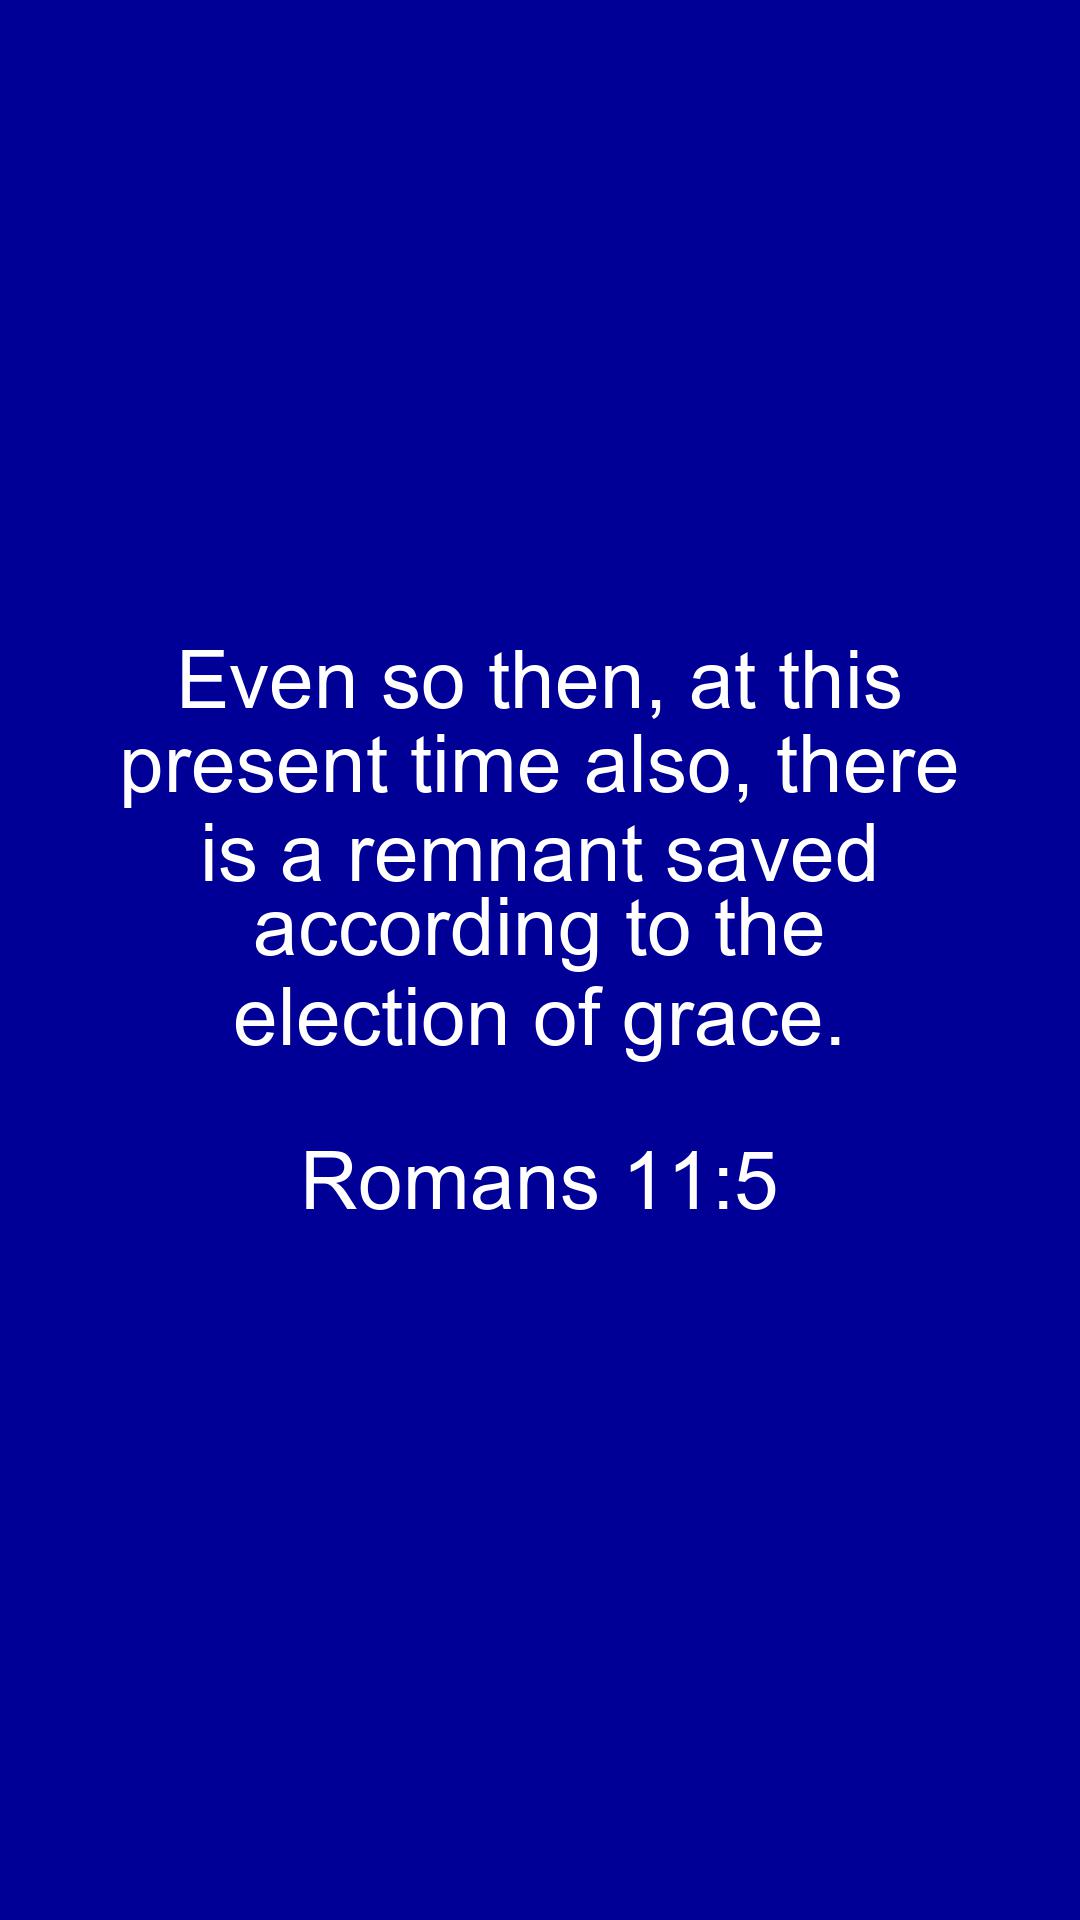 Even so then, at this
present time also, there
is a remnant saved
according to the
election of grace.
Romans 11:5